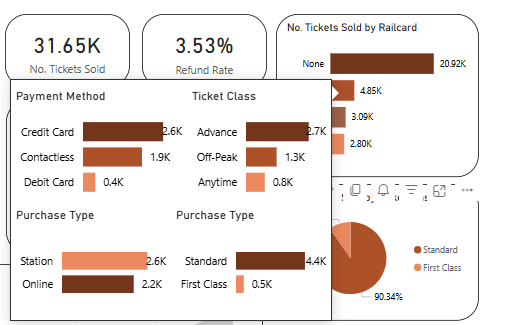 31.65K
No. Tickets Sold
3.53%
Refund Rate
No. Tickets Sold by Railcard
None
20.92K
4.85K
3.09K
2.80K
Payment Method
Credit Card
2.6K
Contactless
1.9K
Debit Card
0.4K
Ticket Class
Advance
2.7K
Off-Peak
1.3K
Anytime
0.8K
Purchase Type
Station
2.6K
Online
2.2K
Purchase Type
Standard
4.4K
First Class
0.5K
Standard
First Class
90.34%